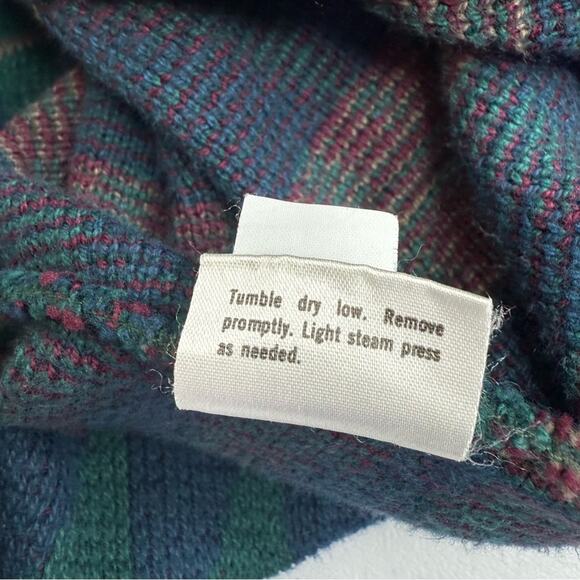 Tumble dry low. Remove
promptly. Light steam press
as needed.